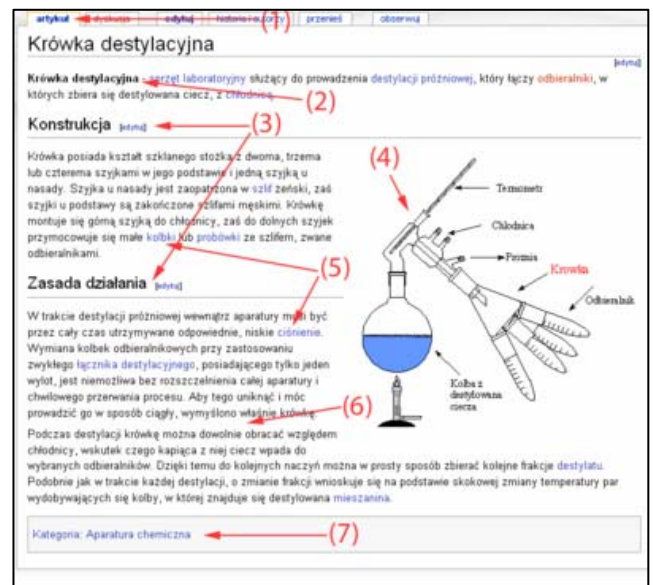 artykuł dyskusja edytuj historia i autorzy przenieś obserwuj
(1)
Krówka destylacyjna
[edytuj]
Krówka destylacyjna - sprzęt laboratoryjny służący do prowadzenia destylacji próżniowej, który łączy odbieralniki, w
których zbiera się destylowana ciecz, z chłodnicą.
(2)
Konstrukcja [edytuj]
(3)
Krówka posiada kształt szklanego stożka z dwoma, trzema
lub czterema szyjkami w jego podstawie i jedną szyjką u
nasady. Szyjka u nasady jest zaopatrzona w szlif żeński, zaś
szyjki u podstawy są zakończone szlifami męskimi. Krówkę
montuje się górną szyjką do chłodnicy, zaś do dolnych szyjek
przymocowuje się małe kolbki lub probówki ze szlifem, zwane
odbieralnikami.
(4)
Termometr
Chłodnica
Próżnia
Krowka
Odbieralnik
Kolba z
destylowana
ciecza
(5)
Zasada działania [edytuj]
W trakcie destylacji próżniowej wewnątrz aparatury musi być
przez cały czas utrzymywane odpowiednie, niskie ciśnienie.
Wymiana kolbek odbieralnikowych przy zastosowaniu
zwykłego łącznika destylacyjnego, posiadającego tylko jeden
wylot, jest niemożliwa bez rozszczelnienia całej aparatury i
chwilowego przerwania procesu. Aby tego uniknąć i móc
prowadzić go w sposób ciągły, wymyślono właśnie krówkę.
(6)
Podczas destylacji krówkę można dowolnie obracać względem
chłodnicy, wskutek czego kapiąca z niej ciecz wpada do
wybranych odbieralników. Dzięki temu do kolejnych naczyń można w prosty sposób zbierać kolejne frakcje destylatu.
Podobnie jak w trakcie każdej destylacji, o zmianie frakcji wnioskuje się na podstawie skokowej zmiany temperatury par
wydobywających się kolby, w której znajduje się destylowana mieszanina.
Kategoria: Aparatura chemiczna
(7)